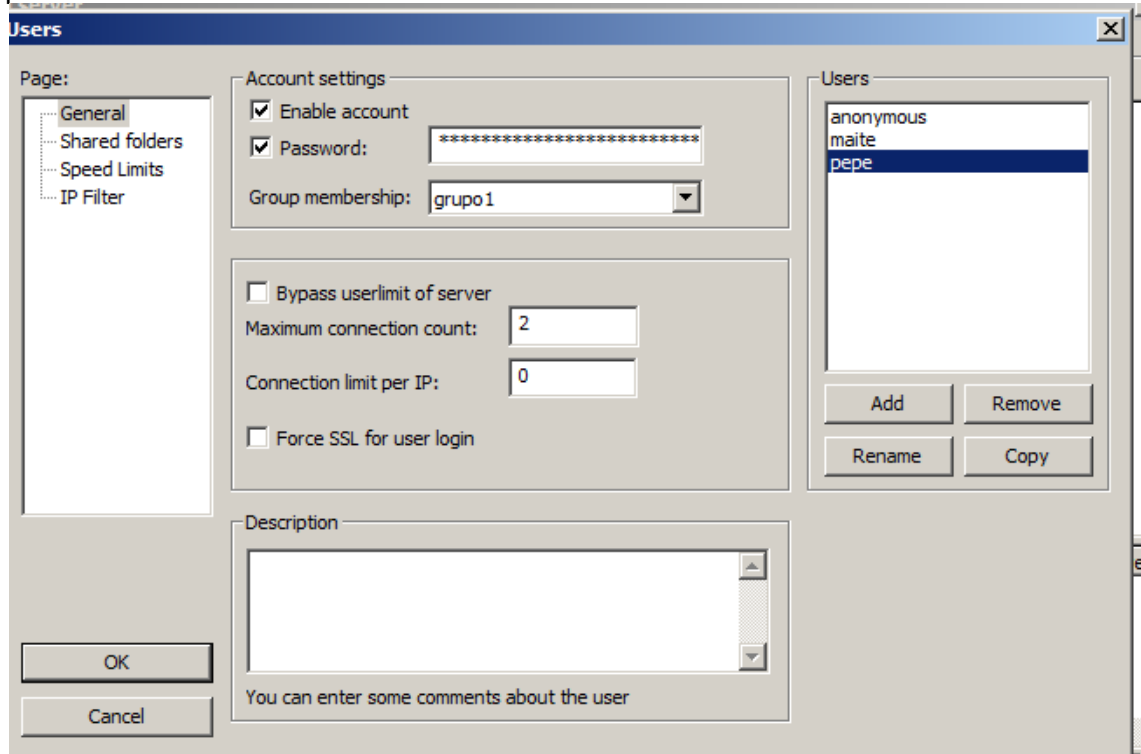 Server
Users
Page:
General
Shared folders
Speed Limits
IP Filter
Account settings
Enable account
Password: *************************
Group membership: grupo1
Bypass userlimit of server
Maximum connection count: 2
Connection limit per IP: 0
Force SSL for user login
Description
You can enter some comments about the user
Users
anonymous
maite
pepe
Add Remove
Rename Copy
OK
Cancel